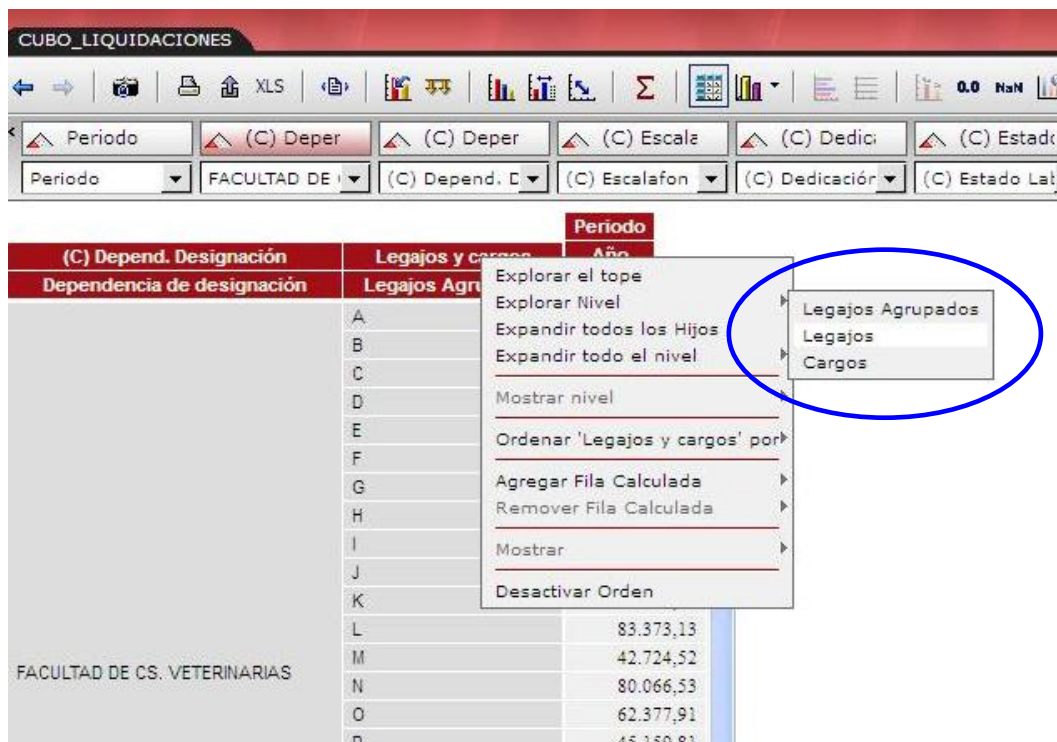 CUBO_LIQUIDACIONES
XLS Σ 0.0 NaN
Periodo (C) Deper (C) Deper (C) Escala (C) Dedic (C) Estado
Periodo FACULTAD DE (C) Depend. (C) Escalafon (C) Dedicación (C) Estado Lab
Periodo
(C) Depend. Designación Legajos y cargos Año
Dependencia de designación Legajos Agru
Explorar el tope
Explorar Nivel
Expandir todos los Hijos
Expandir todo el nivel
Mostrar nivel
Ordenar 'Legajos y cargos' por
Agregar Fila Calculada
Remover Fila Calculada
Mostrar
Desactivar Orden
Legajos Agrupados
Legajos
Cargos
A
B
C
D
E
F
G
H
I
J
K
L 83.373,13
FACULTAD DE CS. VETERINARIAS
M 42.724,52
N 80.066,53
O 62.377,91
P 45.159,81